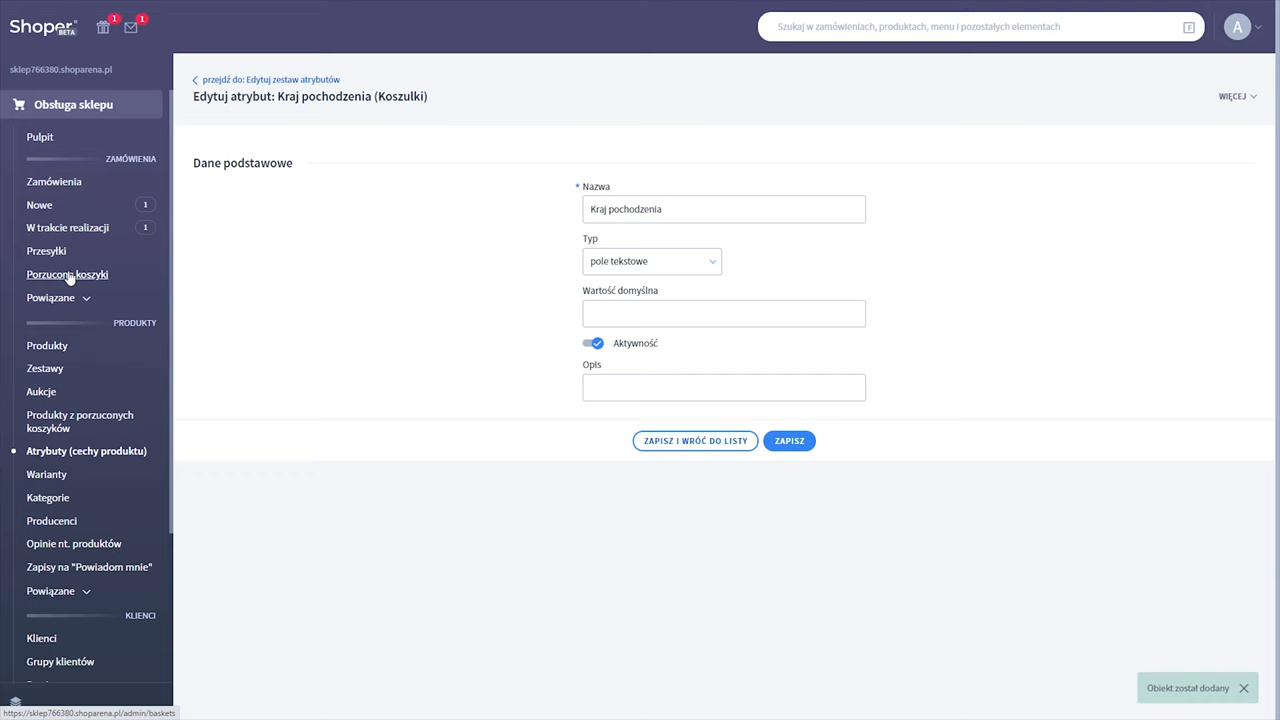 Shoper BETA
1
1
Szukaj w zamówieniach, produktach, menu i pozostałych elementach
F
A
sklep766380.shoparena.pl
Obsługa sklepu
Pulpit
ZAMÓWIENIA
Zamówienia
Nowe 1
W trakcie realizacji 1
Przesyłki
Porzucone koszyki
Powiązane
PRODUKTY
Produkty
Zestawy
Aukcje
Produkty z porzuconych
koszyków
Atrybuty (cechy produktu)
Warianty
Kategorie
Producenci
Opinie nt. produktów
Zapisy na "Powiadom mnie"
Powiązane
KLIENCI
Klienci
Grupy klientów
https://sklep766380.shoparena.pl/admin/baskets
przejdź do: Edytuj zestaw atrybutów
Edytuj atrybut: Kraj pochodzenia (Koszulki)
WIĘCEJ
Dane podstawowe
* Nazwa
Kraj pochodzenia
Typ
pole tekstowe
Wartość domyślna
Aktywność
Opis
ZAPISZ I WRÓĆ DO LISTY
ZAPISZ
Obiekt został dodany